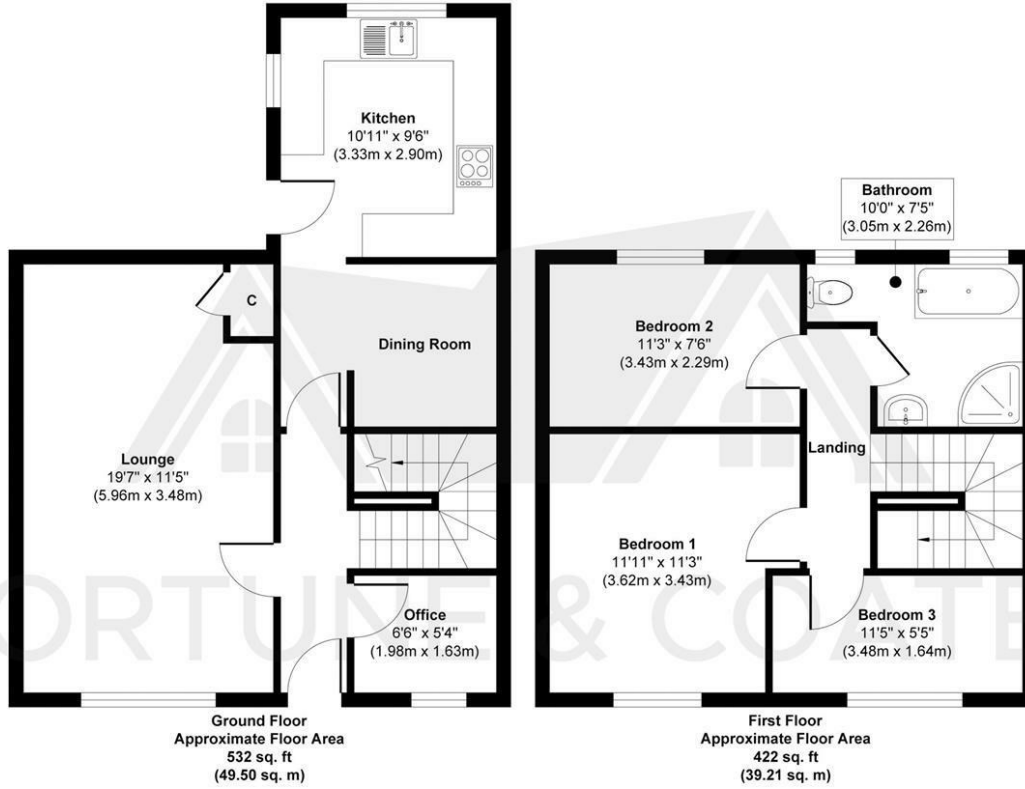 Kitchen
10'11" x 9'6"
(3.33m x 2.90m)
Bathroom
10'0" x 7'5"
(3.05m x 2.26m)
C
Dining Room
Bedroom 2
11'3" x 7'6"
(3.43m x 2.29m)
Lounge
19'7" x 11'5"
(5.96m x 3.48m)
Landing
Bedroom 1
11'11" x 11'3"
(3.62m x 3.43m)
Office
6'6" x 5'4"
(1.98m x 1.63m)
Bedroom 3
11'5" x 5'5"
(3.48m x 1.64m)
ORTUNE & COATE
Ground Floor
Approximate Floor Area
532 sq. ft
(49.50 sq. m)
First Floor
Approximate Floor Area
422 sq. ft
(39.21 sq. m)